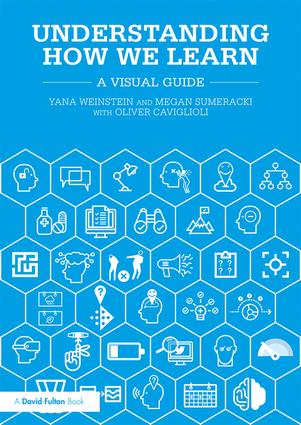 UNDERSTANDING
HOW WE LEARN
A VISUAL GUIDE
YANA WEINSTEIN AND MEGAN SUMERACKI
WITH OLIVER CAVIGLIOLI
A David Fulton Book